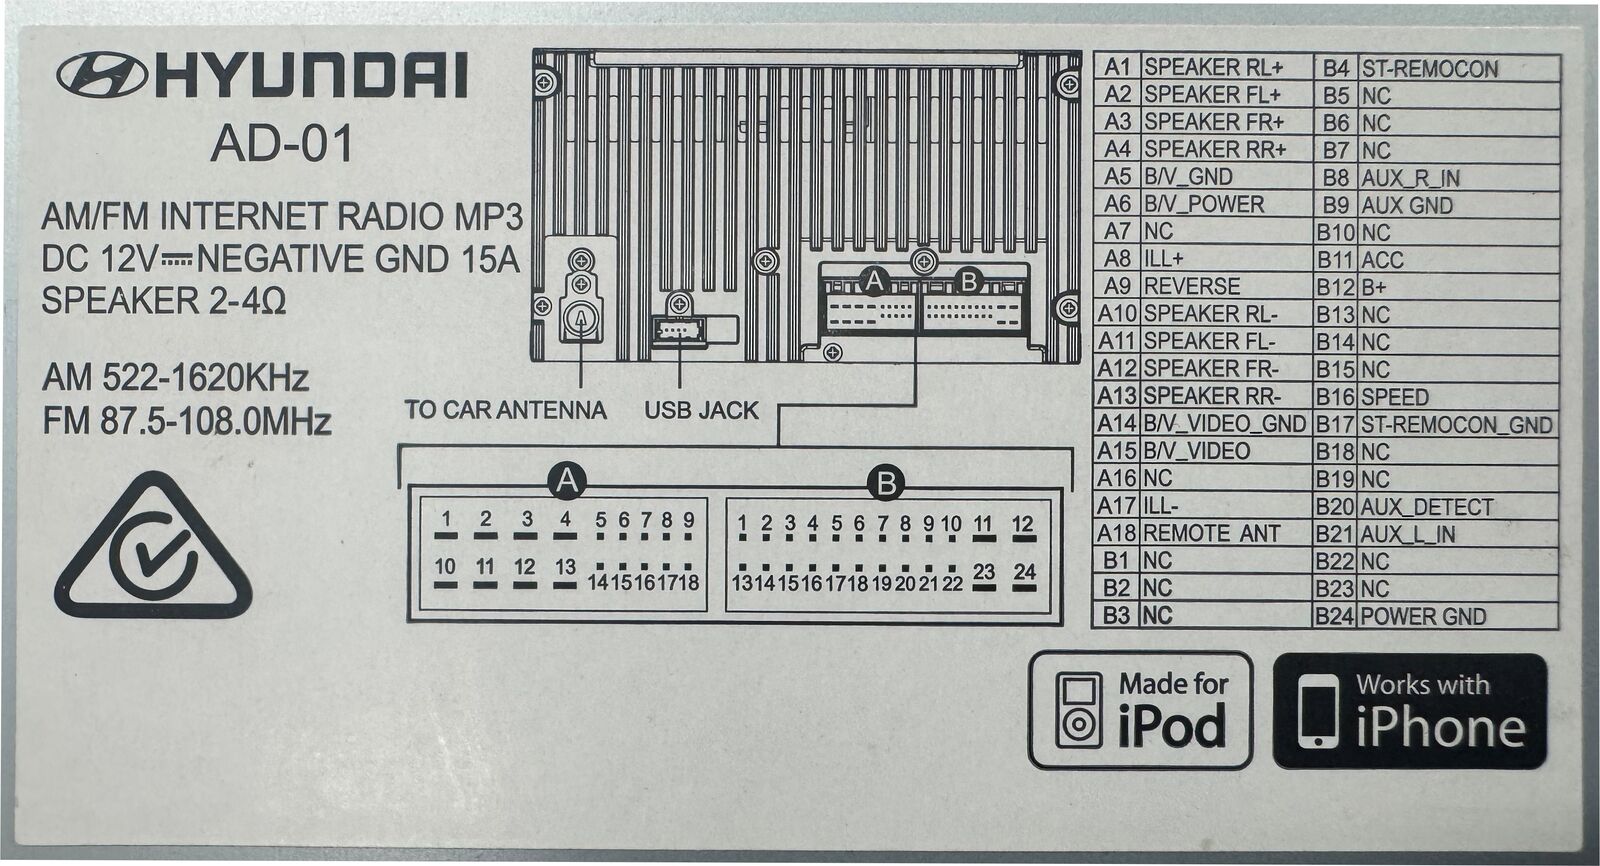 HYUNDAI
AD-01
AM/FM INTERNET RADIO MP3
DC 12V NEGATIVE GND 15A
SPEAKER 2-4Ω
AM 522-1620KHz
FM 87.5-108.0MHz
A B
TO CAR ANTENNA USB JACK
A B
1 2 3 4 5 6 7 8 9
10 11 12 13 14 15 16 17 18
1 2 3 4 5 6 7 8 9 10 11 12
13 14 15 16 17 18 19 20 21 22 23 24
A1 SPEAKER RL+ B4 ST-REMOCON
A2 SPEAKER FL+ B5 NC
A3 SPEAKER FR+ B6 NC
A4 SPEAKER RR+ B7 NC
A5 B/V_GND B8 AUX_R_IN
A6 B/V_POWER B9 AUX GND
A7 NC B10 NC
A8 ILL+ B11 ACC
A9 REVERSE B12 B+
A10 SPEAKER RL- B13 NC
A11 SPEAKER FL- B14 NC
A12 SPEAKER FR- B15 NC
A13 SPEAKER RR- B16 SPEED
A14 B/V_VIDEO_GND B17 ST-REMOCON_GND
A15 B/V_VIDEO B18 NC
A16 NC B19 NC
A17 ILL- B20 AUX_DETECT
A18 REMOTE ANT B21 AUX_L_IN
B1 NC B22 NC
B2 NC B23 NC
B3 NC B24 POWER GND
Made for
iPod
Works with
iPhone